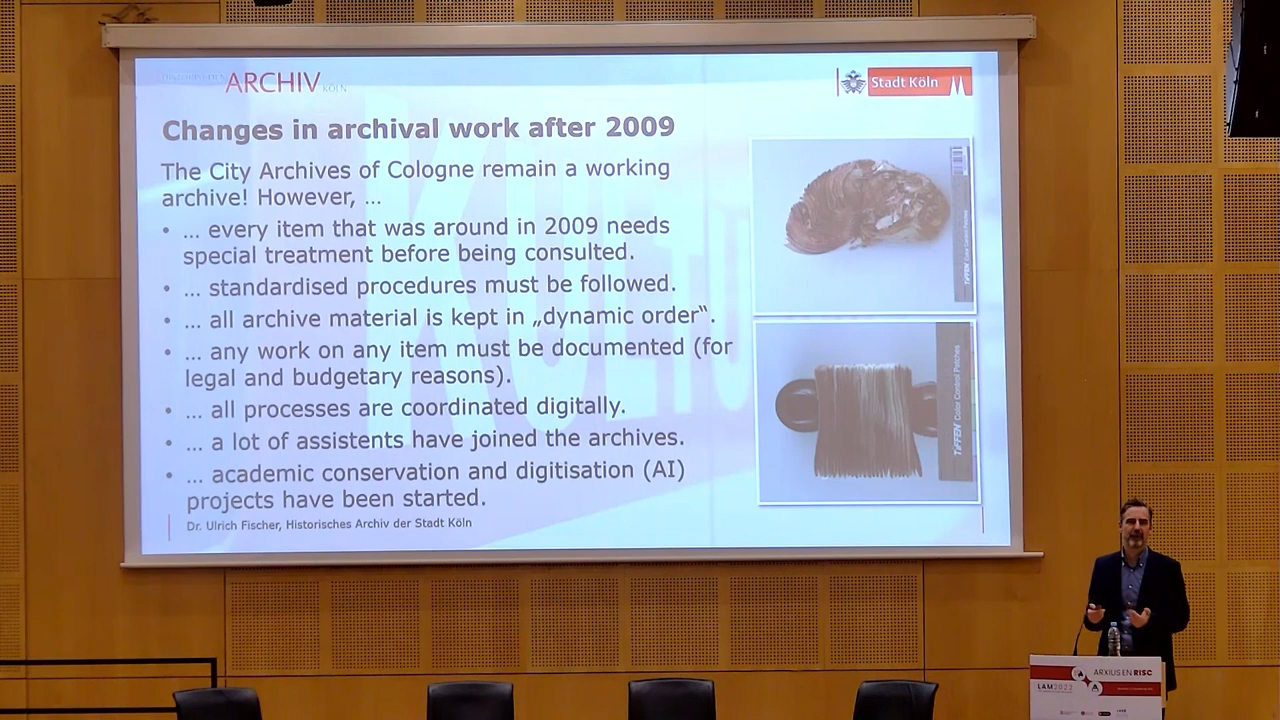 HISTORISCHES ARCHIV KÖLN
Stadt Köln
Changes in archival work after 2009
The City Archives of Cologne remain a working
archive! However, …
• … every item that was around in 2009 needs
special treatment before being consulted.
• … standardised procedures must be followed.
• … all archive material is kept in „dynamic order“.
• … any work on any item must be documented (for
legal and budgetary reasons).
• … all processes are coordinated digitally.
• … a lot of assistents have joined the archives.
• … academic conservation and digitisation (AI)
projects have been started.
Dr. Ulrich Fischer, Historisches Archiv der Stadt Köln
TIFFEN Color Control Patches
TIFFEN Color Control Patches
ARXIUS EN RISC
LAM2022